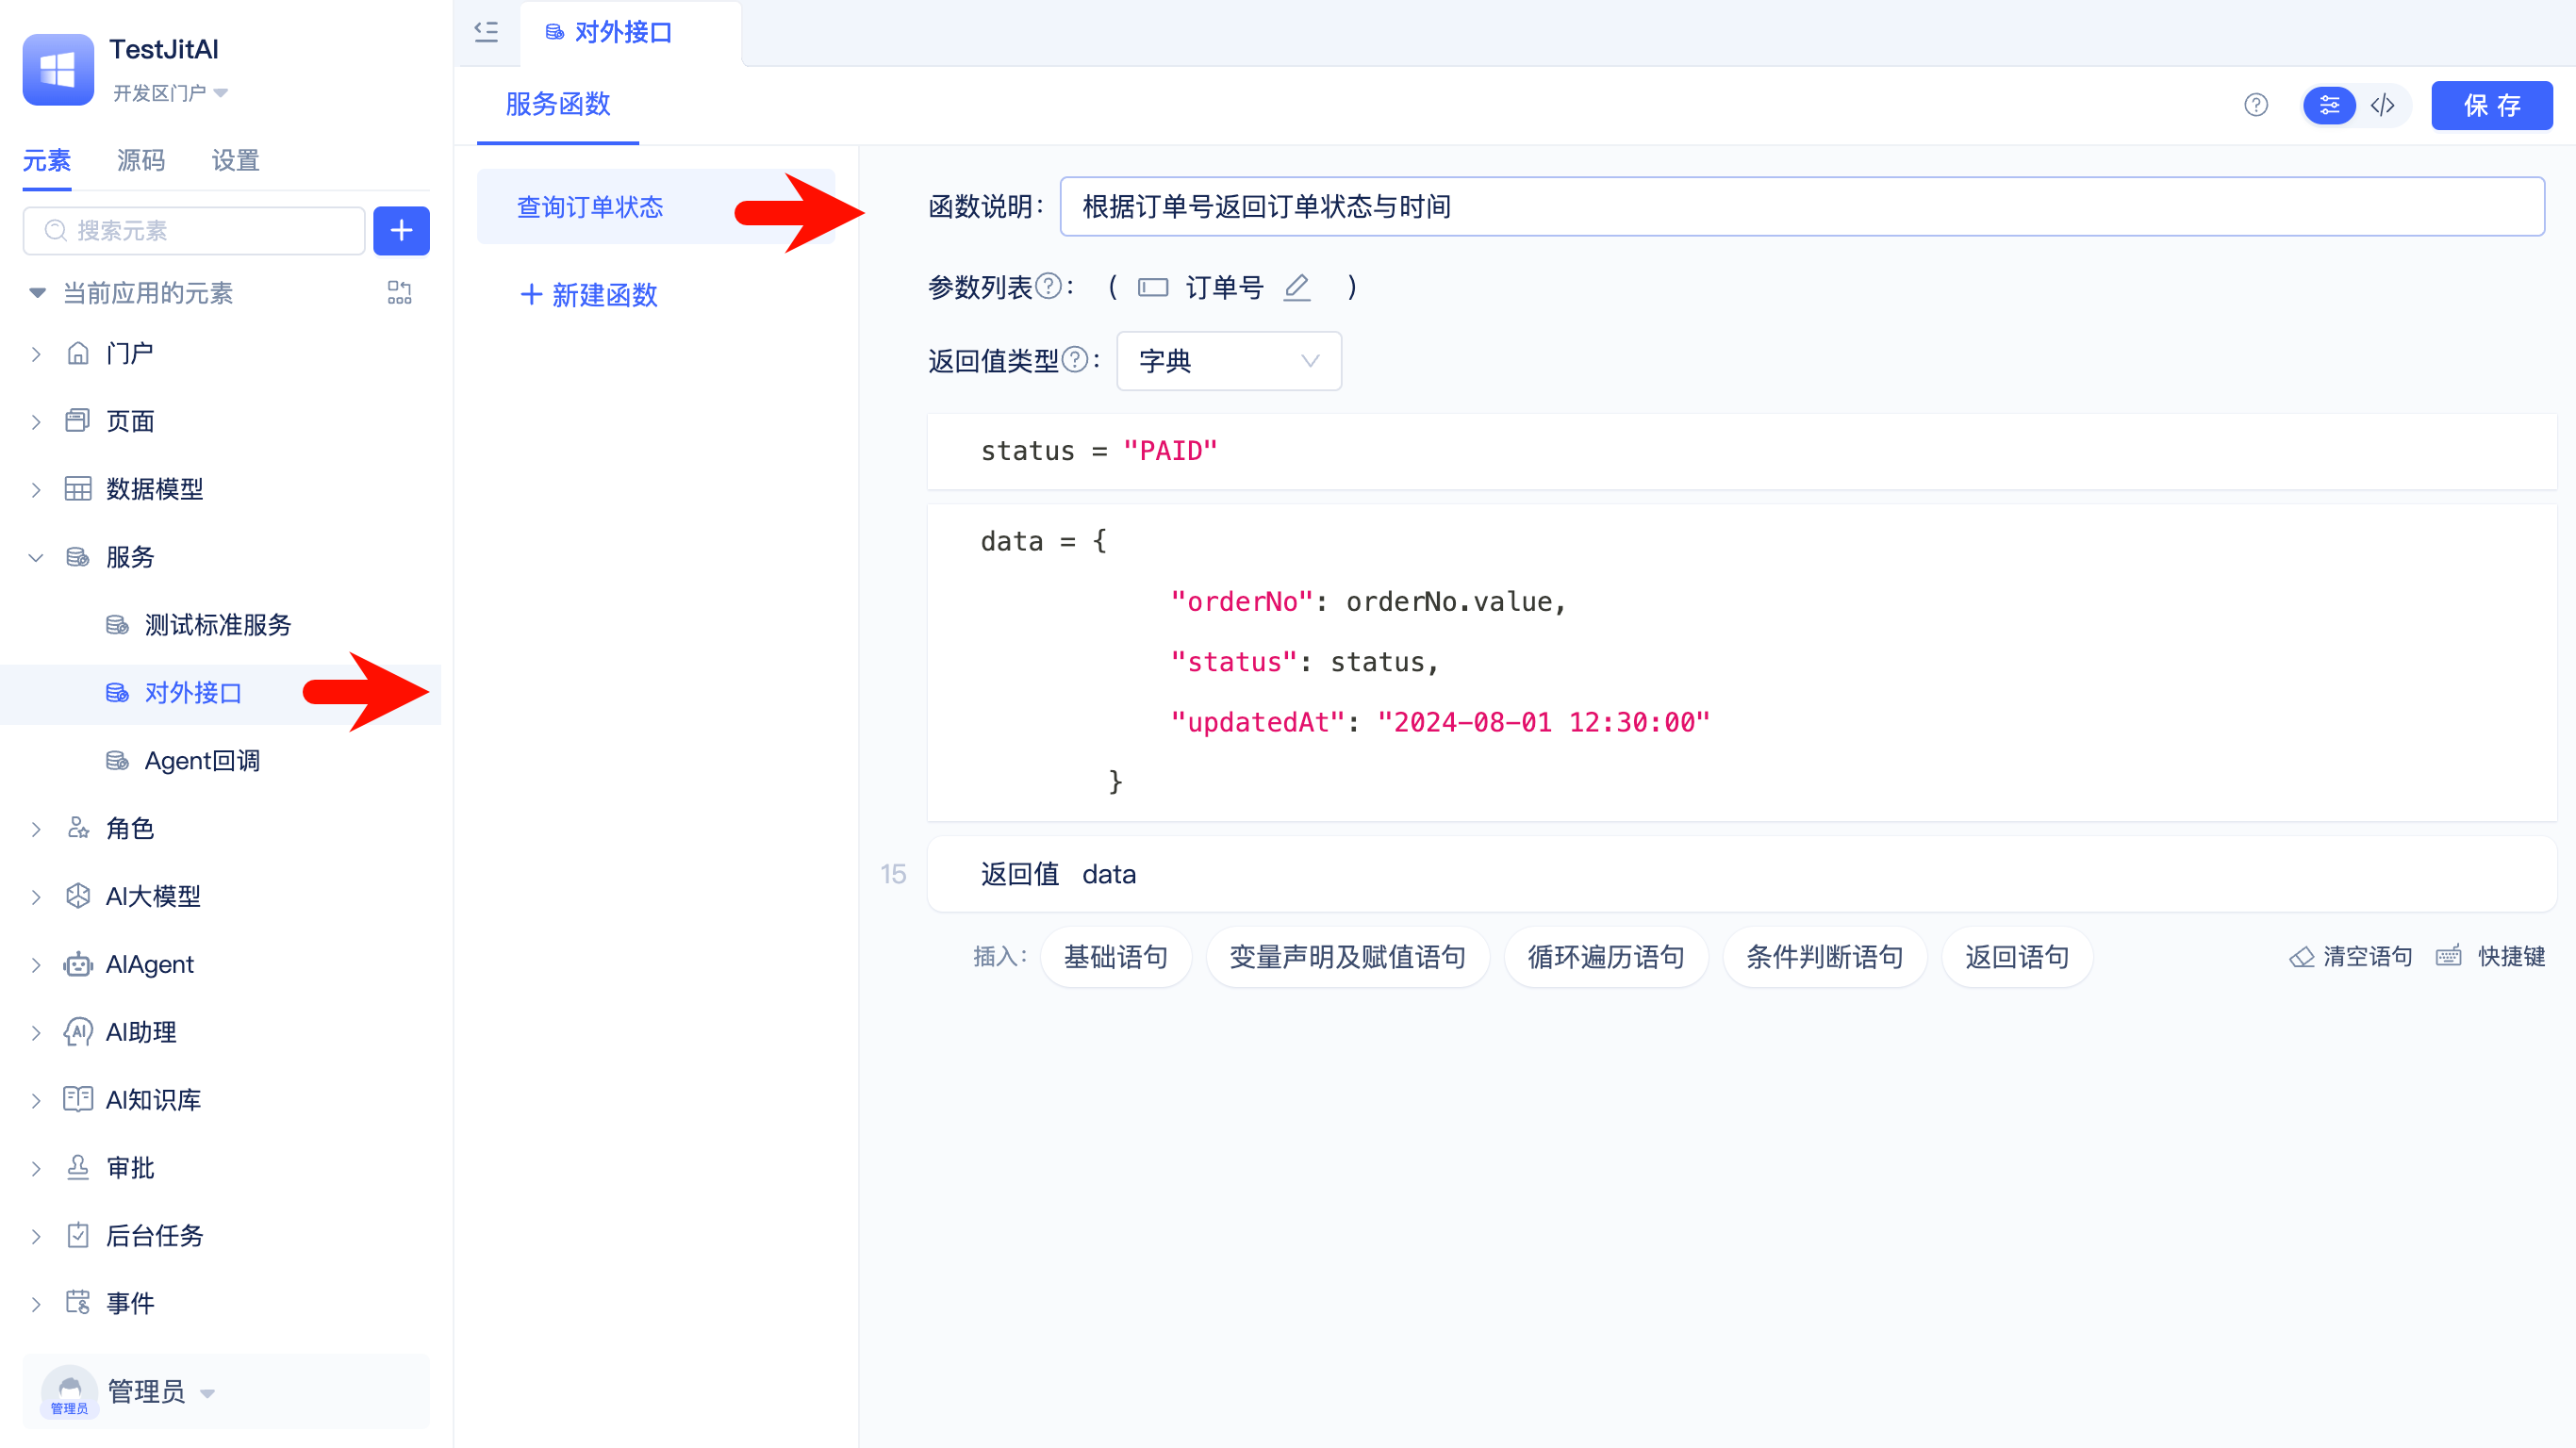 TestJitAI
开发区门户
元素 源码 设置
搜索元素
当前应用的元素
门户
页面
数据模型
服务
测试标准服务
对外接口
Agent回调
角色
AI大模型
AIAgent
AI助理
AI知识库
审批
后台任务
事件
管理员
管理员
对外接口
服务函数
保 存
查询订单状态
+ 新建函数
函数说明： 根据订单号返回订单状态与时间
参数列表?： ( 订单号 )
返回值类型?： 字典
status = "PAID"
data = {
"orderNo": orderNo.value,
"status": status,
"updatedAt": "2024-08-01 12:30:00"
}
15 返回值 data
插入： 基础语句 变量声明及赋值语句 循环遍历语句 条件判断语句 返回语句 清空语句 快捷键